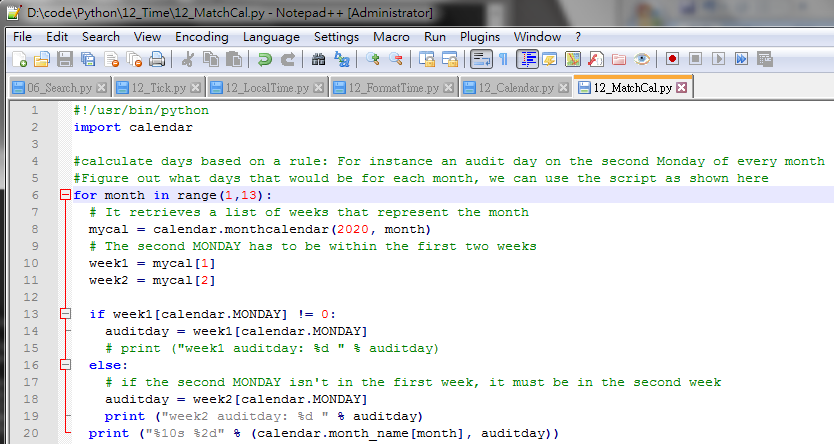 D:\code\Python\12_Time\12_MatchCal.py - Notepad++ [Administrator]
File Edit Search View Encoding Language Settings Macro Run Plugins Window ?
06_Search.py 12_Tick.py 12_LocalTime.py 12_FormatTime.py 12_Calendar.py 12_MatchCal.py
1 #!/usr/bin/python
2 import calendar
3
4 #calculate days based on a rule: For instance an audit day on the second Monday of every month
5 #Figure out what days that would be for each month, we can use the script as shown here
6 for month in range(1,13):
7 # It retrieves a list of weeks that represent the month
8 mycal = calendar.monthcalendar(2020, month)
9 # The second MONDAY has to be within the first two weeks
10 week1 = mycal[1]
11 week2 = mycal[2]
12
13 if week1[calendar.MONDAY] != 0:
14 auditday = week1[calendar.MONDAY]
15 # print ("week1 auditday: %d " % auditday)
16 else:
17 # if the second MONDAY isn't in the first week, it must be in the second week
18 auditday = week2[calendar.MONDAY]
19 print ("week2 auditday: %d " % auditday)
20 print ("%10s %2d" % (calendar.month_name[month], auditday))